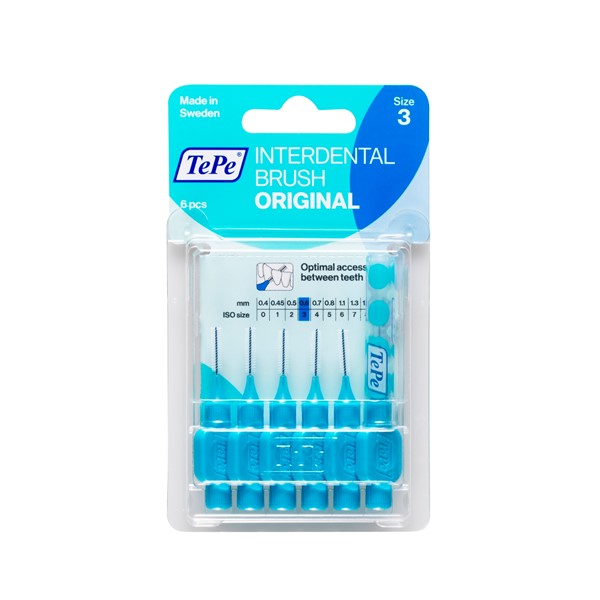 Made in
Sweden
Size
3
TePe®
INTERDENTAL
BRUSH
ORIGINAL
6 pcs
Optimal access
between teeth
mm 0.4 0.45 0.5 0.6 0.7 0.8 1.1 1.3
ISO size 0 1 2 3 4 5 6 7
TePe